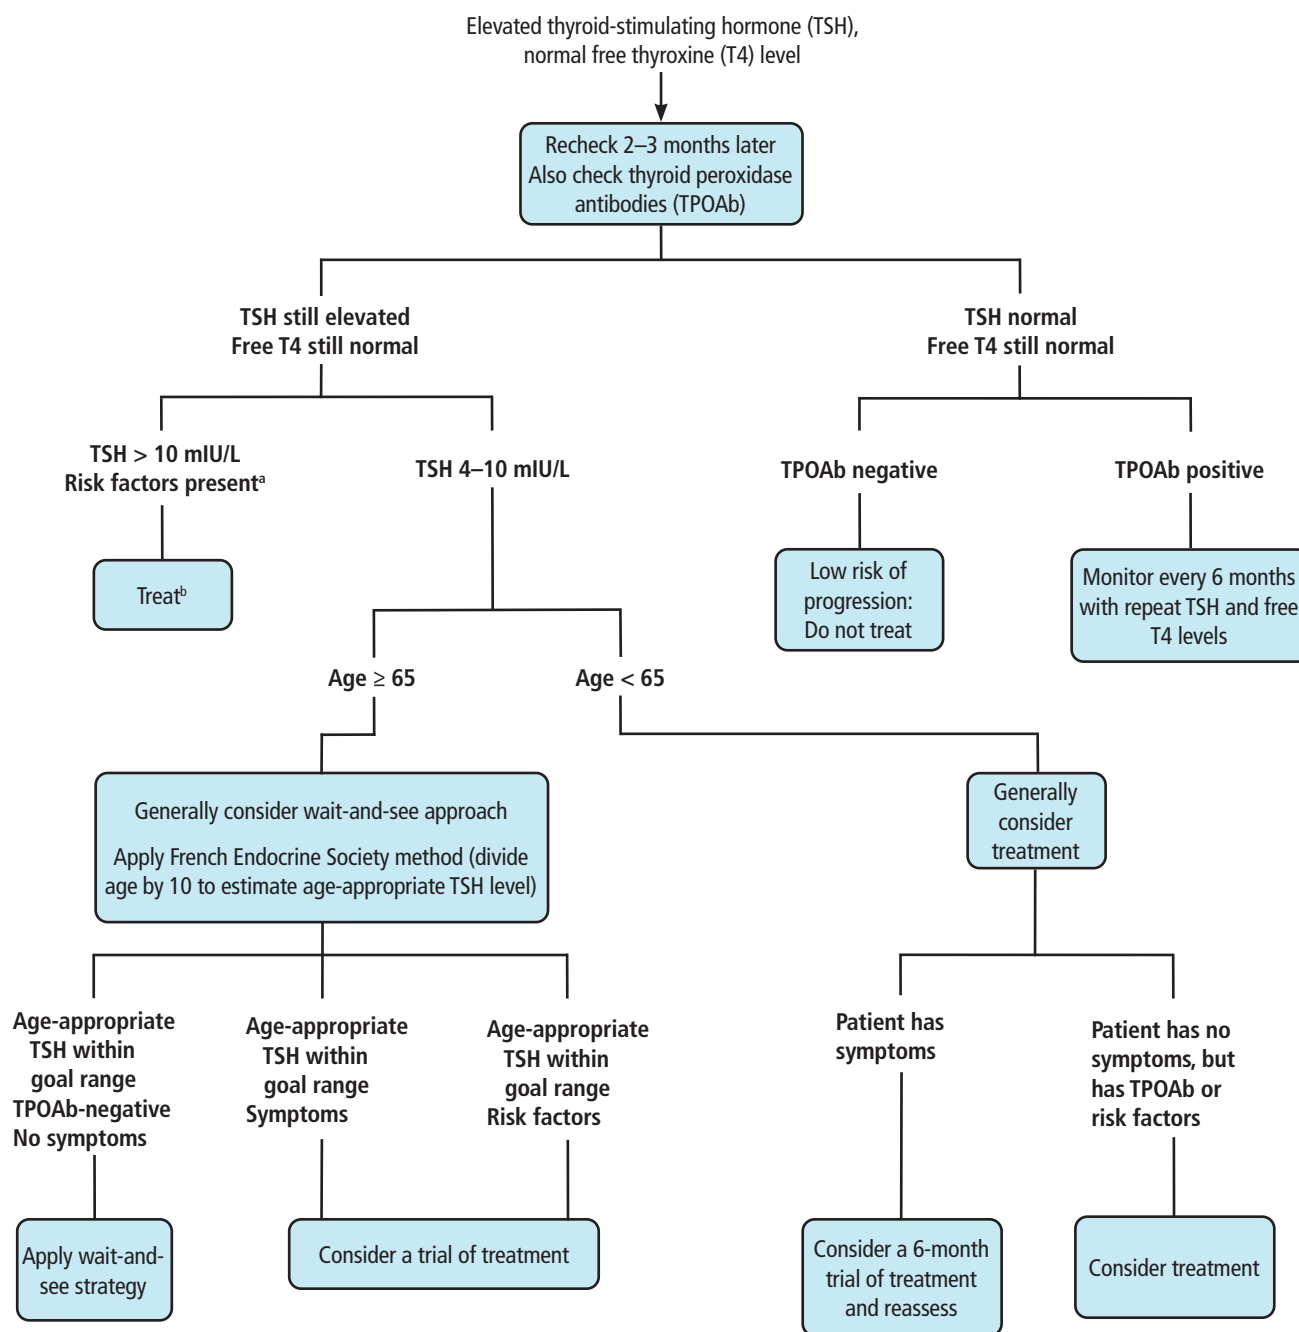 Elevated thyroid-stimulating hormone (TSH),
normal free thyroxine (T4) level
Recheck 2–3 months later
Also check thyroid peroxidase
antibodies (TPOAb)
TSH still elevated
Free T4 still normal
TSH normal
Free T4 still normal
TSH > 10 mIU/L
Risk factors presentᵃ
TSH 4–10 mIU/L
TPOAb negative
TPOAb positive
Treatᵇ
Low risk of
progression:
Do not treat
Monitor every 6 months
with repeat TSH and free
T4 levels
Age ≥ 65
Age < 65
Generally consider wait-and-see approach
Apply French Endocrine Society method (divide
age by 10 to estimate age-appropriate TSH level)
Generally
consider
treatment
Age-appropriate
TSH within
goal range
TPOAb-negative
No symptoms
Age-appropriate
TSH within
goal range
Symptoms
Age-appropriate
TSH within
goal range
Risk factors
Patient has
symptoms
Patient has no
symptoms, but
has TPOAb or
risk factors
Apply wait-and-
see strategy
Consider a trial of treatment
Consider a 6-month
trial of treatment
and reassess
Consider treatment